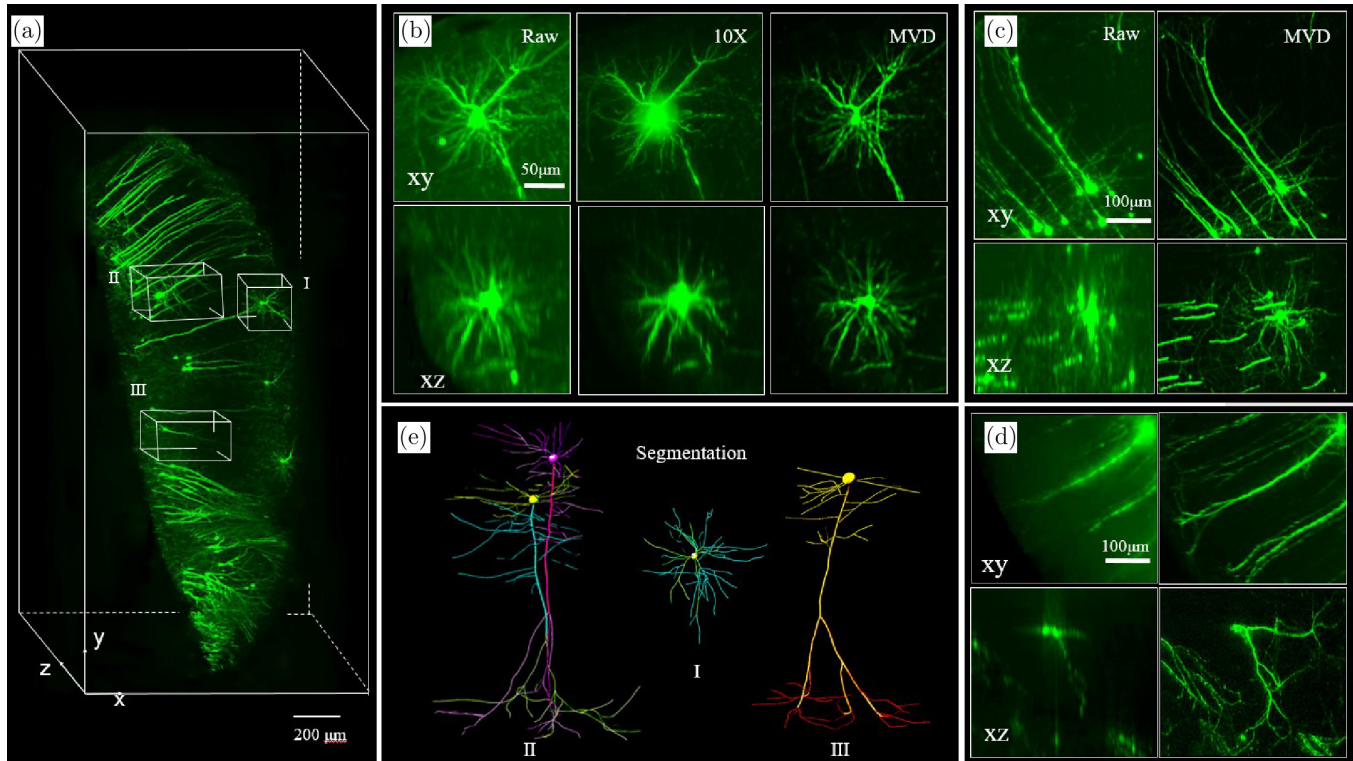 (a)
II
I
III
y
z
x
200 μm
(b)
Raw
10X
MVD
xy
50μm
xz
(c)
Raw
MVD
xy
100μm
xz
(e)
Segmentation
I
II
III
(d)
xy
100μm
xz